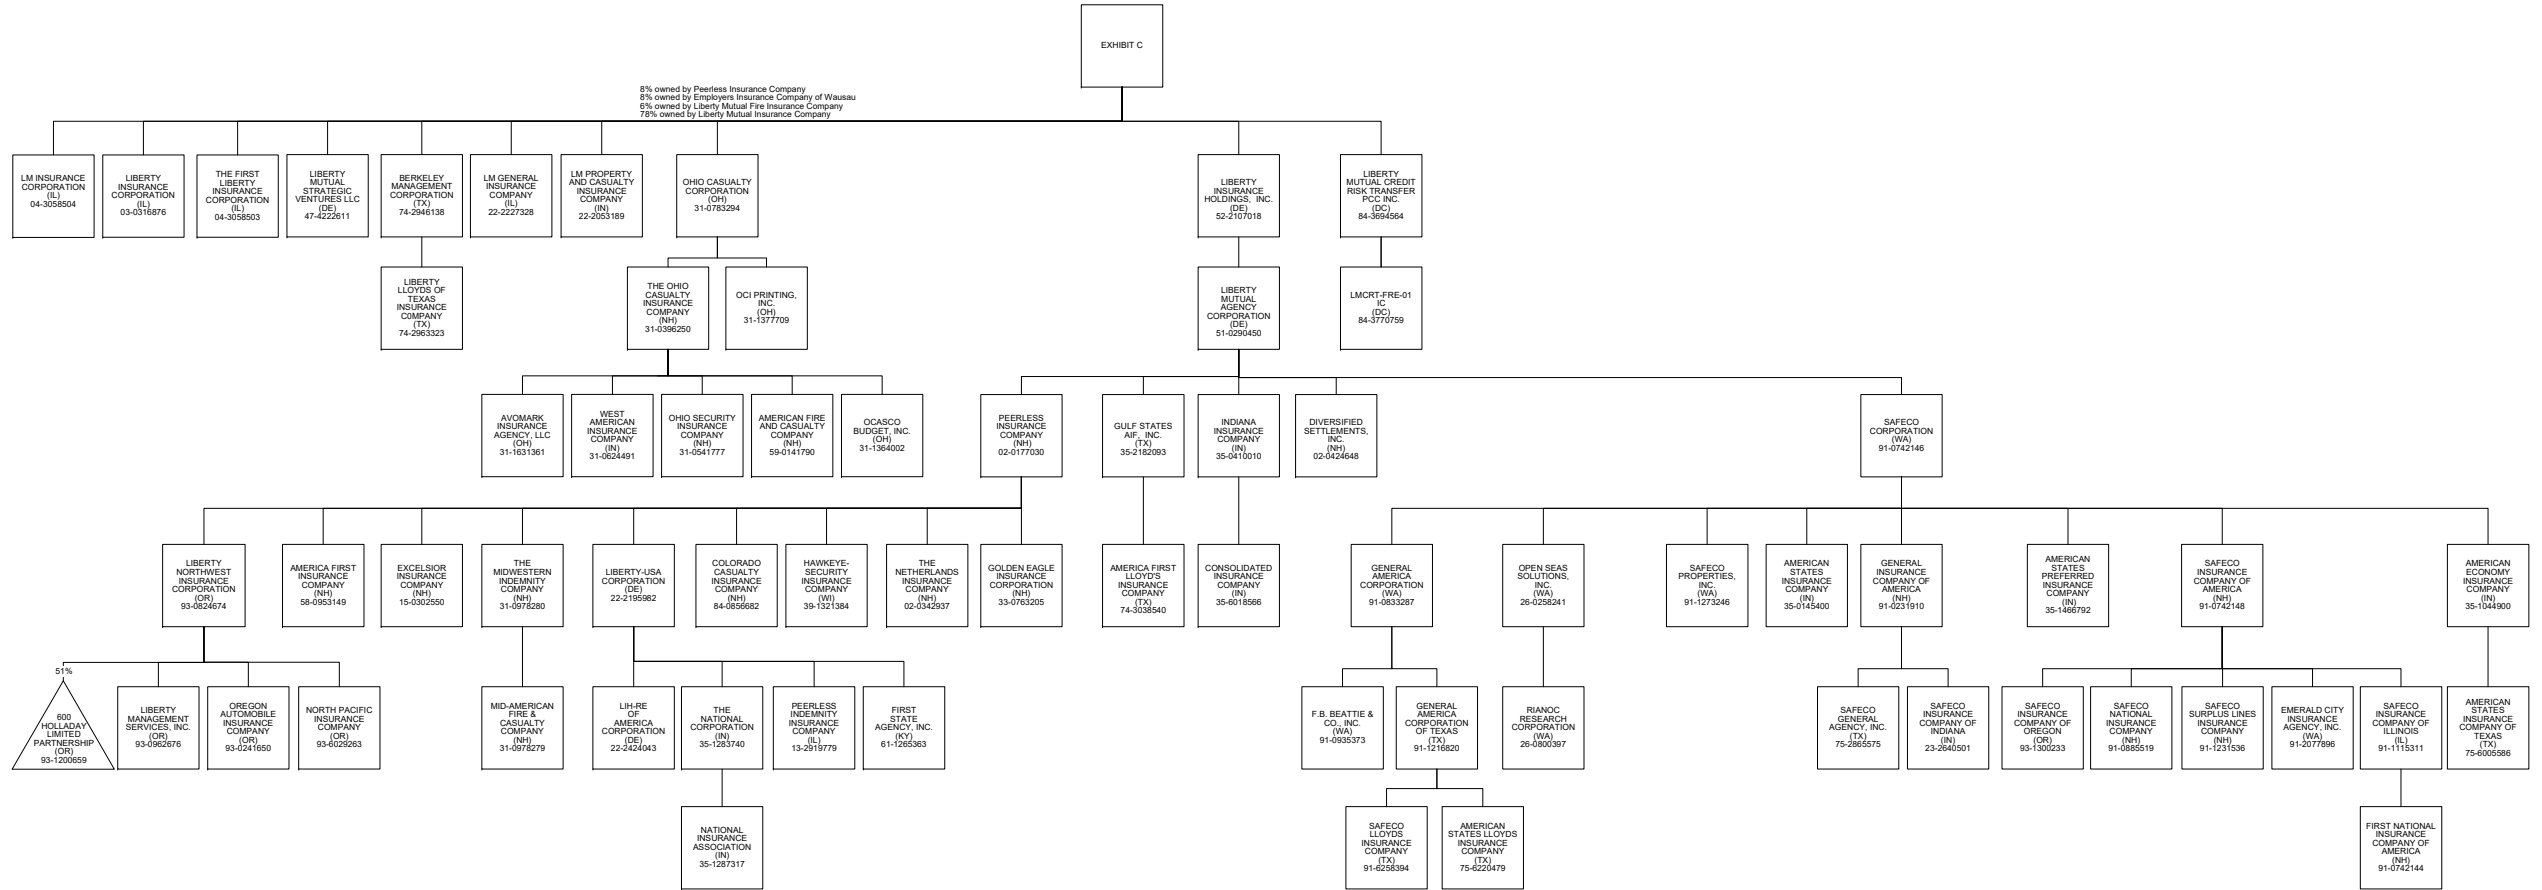 EXHIBIT C
8% owned by Peerless Insurance Company
8% owned by Employers Insurance Company of Wausau
6% owned by Liberty Mutual Fire Insurance Company
78% owned by Liberty Mutual Insurance Company
LM INSURANCE
CORPORATION
(IL)
04-3058504
LIBERTY
INSURANCE
CORPORATION
(IL)
03-0316876
THE FIRST
LIBERTY
INSURANCE
CORPORATION
(IL)
04-3058503
LIBERTY
MUTUAL
STRATEGIC
VENTURES LLC
(DE)
47-4222611
BERKELEY
MANAGEMENT
CORPORATION
(TX)
74-2946138
LM GENERAL
INSURANCE
COMPANY
(IL)
22-2227328
LM PROPERTY
AND CASUALTY
INSURANCE
COMPANY
(IN)
22-2053189
OHIO CASUALTY
CORPORATION
(OH)
31-0783294
LIBERTY
INSURANCE
HOLDINGS, INC.
(DE)
52-2107018
LIBERTY
MUTUAL CREDIT
RISK TRANSFER
PCC INC.
(DC)
84-3694564
LIBERTY
LLOYDS OF
TEXAS
INSURANCE
C0MPANY
(TX)
74-2963323
THE OHIO
CASUALTY
INSURANCE
COMPANY
(NH)
31-0396250
OCI PRINTING,
INC.
(OH)
31-1377709
LIBERTY
MUTUAL
AGENCY
CORPORATION
(DE)
51-0290450
LMCRT-FRE-01
IC
(DC)
84-3770759
AVOMARK
INSURANCE
AGENCY, LLC
(OH)
31-1631361
WEST
AMERICAN
INSURANCE
COMPANY
(IN)
31-0624491
OHIO SECURITY
INSURANCE
COMPANY
(NH)
31-0541777
AMERICAN FIRE
AND CASUALTY
COMPANY
(NH)
59-0141790
OCASCO
BUDGET, INC.
(OH)
31-1364002
PEERLESS
INSURANCE
COMPANY
(NH)
02-0177030
GULF STATES
AIF, INC.
(TX)
35-2182093
INDIANA
INSURANCE
COMPANY
(IN)
35-0410010
DIVERSIFIED
SETTLEMENTS,
INC.
(NH)
02-0424648
SAFECO
CORPORATION
(WA)
91-0742146
LIBERTY
NORTHWEST
INSURANCE
CORPORATION
(OR)
93-0824674
AMERICA FIRST
INSURANCE
COMPANY
(NH)
58-0953149
EXCELSIOR
INSURANCE
COMPANY
(NH)
15-0302550
THE
MIDWESTERN
INDEMNITY
COMPANY
(NH)
31-0978280
LIBERTY-USA
CORPORATION
(DE)
22-2195982
COLORADO
CASUALTY
INSURANCE
COMPANY
(NH)
84-0856682
HAWKEYE-
SECURITY
INSURANCE
COMPANY
(WI)
39-1321384
THE
NETHERLANDS
INSURANCE
COMPANY
(NH)
02-0342937
GOLDEN EAGLE
INSURANCE
CORPORATION
(NH)
33-0763205
AMERICA FIRST
LLOYD'S
INSURANCE
COMPANY
(TX)
74-3038540
CONSOLIDATED
INSURANCE
COMPANY
(IN)
35-6018566
GENERAL
AMERICA
CORPORATION
(WA)
91-0833287
OPEN SEAS
SOLUTIONS,
INC.
(WA)
26-0258241
SAFECO
PROPERTIES,
INC.
(WA)
91-1273246
AMERICAN
STATES
INSURANCE
COMPANY
(IN)
35-0145400
GENERAL
INSURANCE
COMPANY OF
AMERICA
(NH)
91-0231910
AMERICAN
STATES
PREFERRED
INSURANCE
COMPANY
(IN)
35-1466792
SAFECO
INSURANCE
COMPANY OF
AMERICA
(NH)
91-0742148
AMERICAN
ECONOMY
INSURANCE
COMPANY
(IN)
35-1044900
51%
600
HOLLADAY
LIMITED
PARTNERSHIP
(OR)
93-1200659
LIBERTY
MANAGEMENT
SERVICES, INC.
(OR)
93-0962676
OREGON
AUTOMOBILE
INSURANCE
COMPANY
(OR)
93-0241650
NORTH PACIFIC
INSURANCE
COMPANY
(OR)
93-6029263
MID-AMERICAN
FIRE &
CASUALTY
COMPANY
(NH)
31-0978279
LIH-RE
OF
AMERICA
CORPORATION
(DE)
22-2424043
THE
NATIONAL
CORPORATION
(IN)
35-1283740
PEERLESS
INDEMNITY
INSURANCE
COMPANY
(IL)
13-2919779
FIRST
STATE
AGENCY, INC.
(KY)
61-1265363
F.B. BEATTIE &
CO., INC.
(WA)
91-0935373
GENERAL
AMERICA
CORPORATION
OF TEXAS
(TX)
91-1216820
RIANOC
RESEARCH
CORPORATION
(WA)
26-0800397
SAFECO
GENERAL
AGENCY, INC.
(TX)
75-2865575
SAFECO
INSURANCE
COMPANY OF
INDIANA
(IN)
23-2640501
SAFECO
INSURANCE
COMPANY OF
OREGON
(OR)
93-1300233
SAFECO
NATIONAL
INSURANCE
COMPANY
(NH)
91-0885519
SAFECO
SURPLUS LINES
INSURANCE
COMPANY
(NH)
91-1231536
EMERALD CITY
INSURANCE
AGENCY, INC.
(WA)
91-2077896
SAFECO
INSURANCE
COMPANY OF
ILLINOIS
(IL)
91-1115311
AMERICAN
STATES
INSURANCE
COMPANY OF
TEXAS
(TX)
75-6005586
NATIONAL
INSURANCE
ASSOCIATION
(IN)
35-1287317
SAFECO
LLOYDS
INSURANCE
COMPANY
(TX)
91-6258394
AMERICAN
STATES LLOYDS
INSURANCE
COMPANY
(TX)
75-6220479
FIRST NATIONAL
INSURANCE
COMPANY OF
AMERICA
(NH)
91-0742144